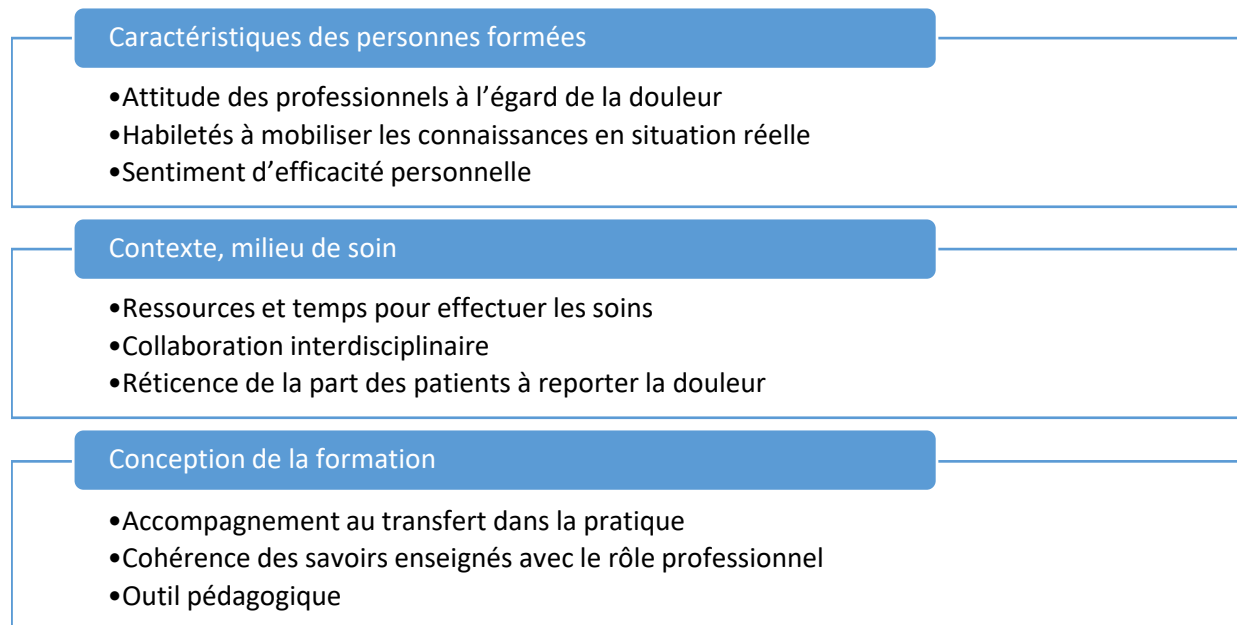 Caractéristiques des personnes formées
•Attitude des professionnels à l’égard de la douleur
•Habiletés à mobiliser les connaissances en situation réelle
•Sentiment d’efficacité personnelle
Contexte, milieu de soin
•Ressources et temps pour effectuer les soins
•Collaboration interdisciplinaire
•Réticence de la part des patients à reporter la douleur
Conception de la formation
•Accompagnement au transfert dans la pratique
•Cohérence des savoirs enseignés avec le rôle professionnel
•Outil pédagogique